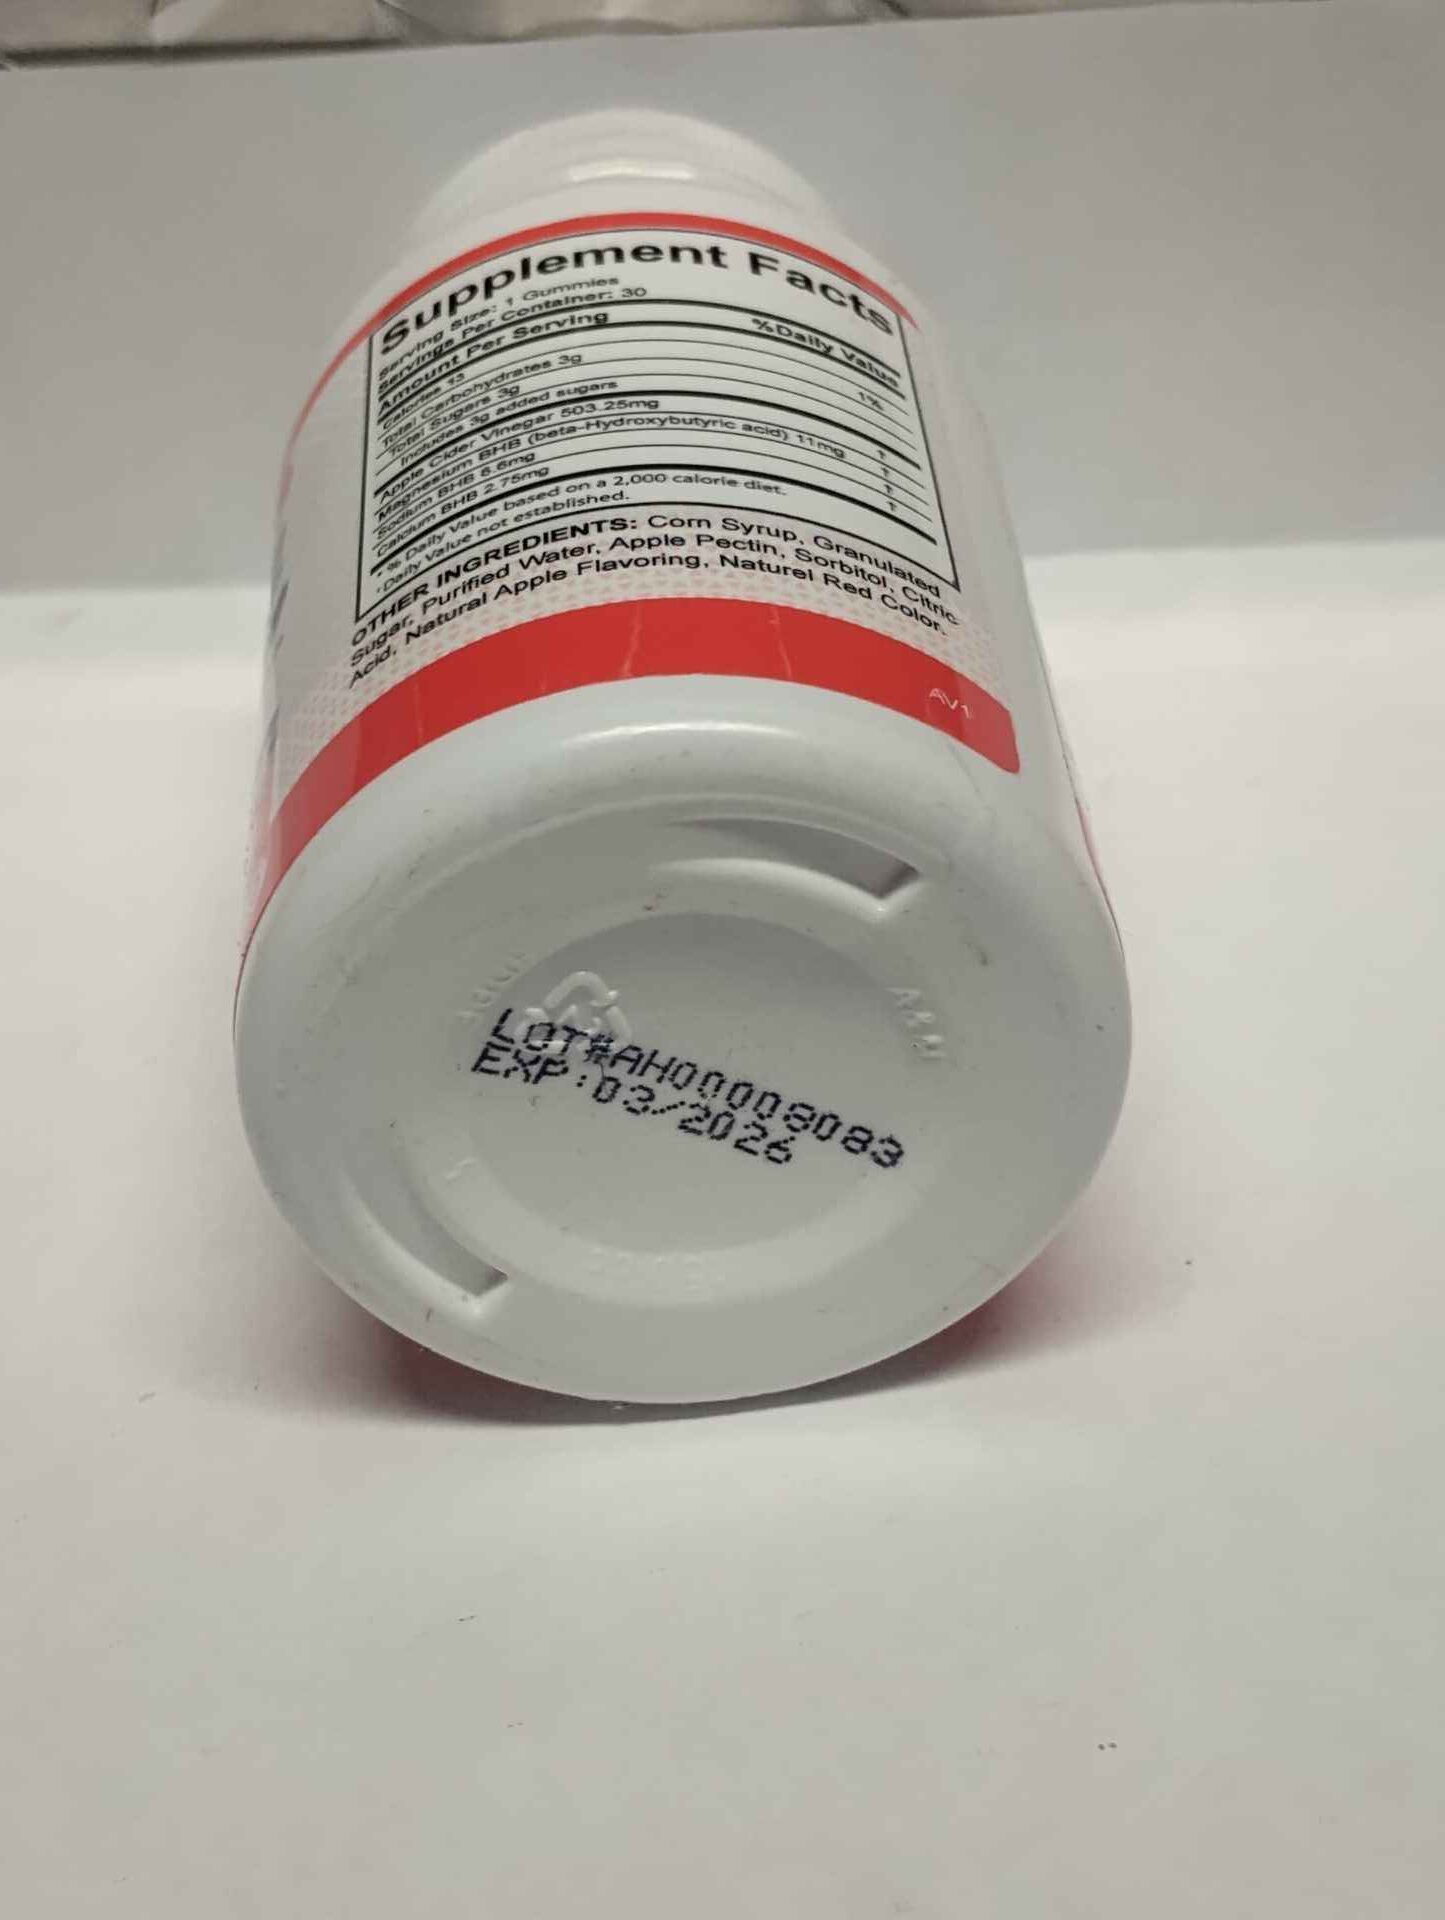 Supplement Facts
Serving Size: 1 Gummies
Servings Per Container: 30
Amount Per Serving %Daily Value
Calories 13
Total Carbohydrates 3g 1%
Total Sugars 3g
Includes 3g added sugars
Apple Cider Vinegar 503.25mg †
Magnesium BHB (beta-Hydroxybutyric acid) 11mg †
Sodium BHB 6.6mg †
Calcium BHB 2.75mg †
* % Daily Value based on a 2,000 calorie diet.
†Daily Value not established.
OTHER INGREDIENTS: Corn Syrup, Granulated
Sugar, Purified Water, Apple Pectin, Sorbitol, Citric
Acid, Natural Apple Flavoring, Naturel Red Color.
AV1
A&M
LOT#AH00008083
EXP:03/2026